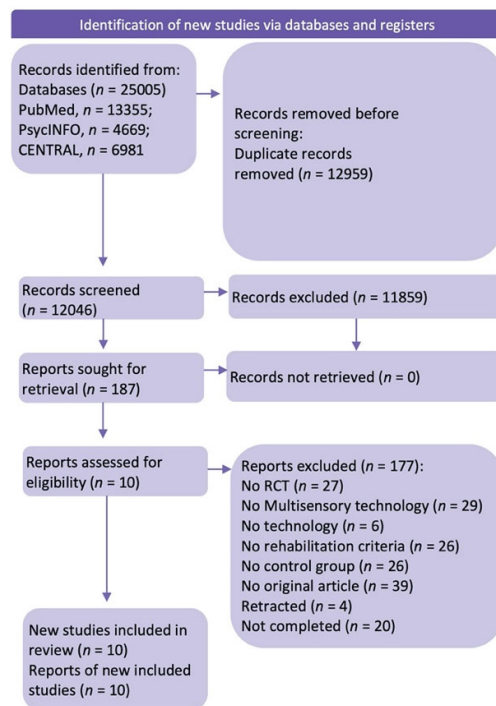 Identification of new studies via databases and registers
Records identified from:
Databases (n = 25005)
PubMed, n = 13355;
PsycINFO, n = 4669;
CENTRAL, n = 6981
Records removed before
screening:
Duplicate records
removed (n = 12959)
Records screened
(n = 12046)
Records excluded (n = 11859)
Reports sought for
retrieval (n = 187)
Records not retrieved (n = 0)
Reports assessed for
eligibility (n = 10)
Reports excluded (n = 177):
No RCT (n = 27)
No Multisensory technology (n = 29)
No technology (n = 6)
No rehabilitation criteria (n = 26)
No control group (n = 26)
No original article (n = 39)
Retracted (n = 4)
Not completed (n = 20)
New studies included in
review (n = 10)
Reports of new included
studies (n = 10)